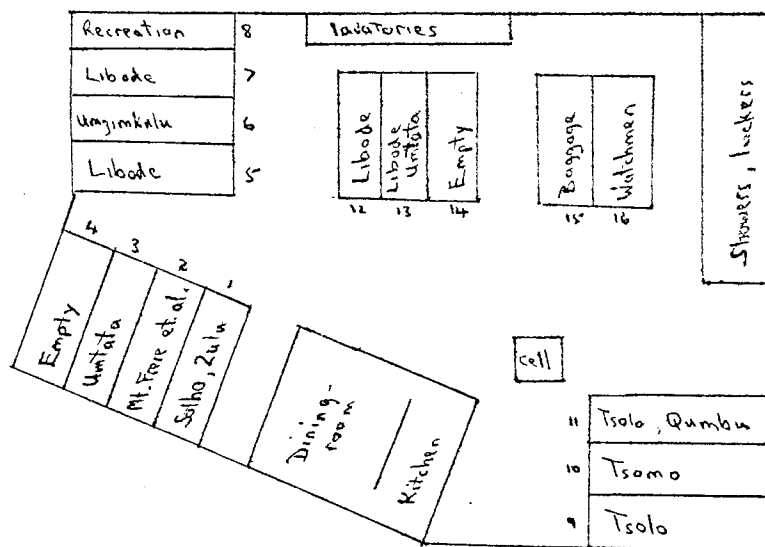 Recreation 8
Libode 7
Umzimkulu 6
Libode 5
lavatories
Libode
Libode
Umtata
Empty
12 13 14
Baggage
Watchmen
15 16
Showers, lockers
4 3 2 1
Empty
Umtata
Mt. Frere et. al.
Sotho, Zulu
Dining-
room
Kitchen
cell
11 Tsolo, Qumbu
10 Tsomo
9 Tsolo